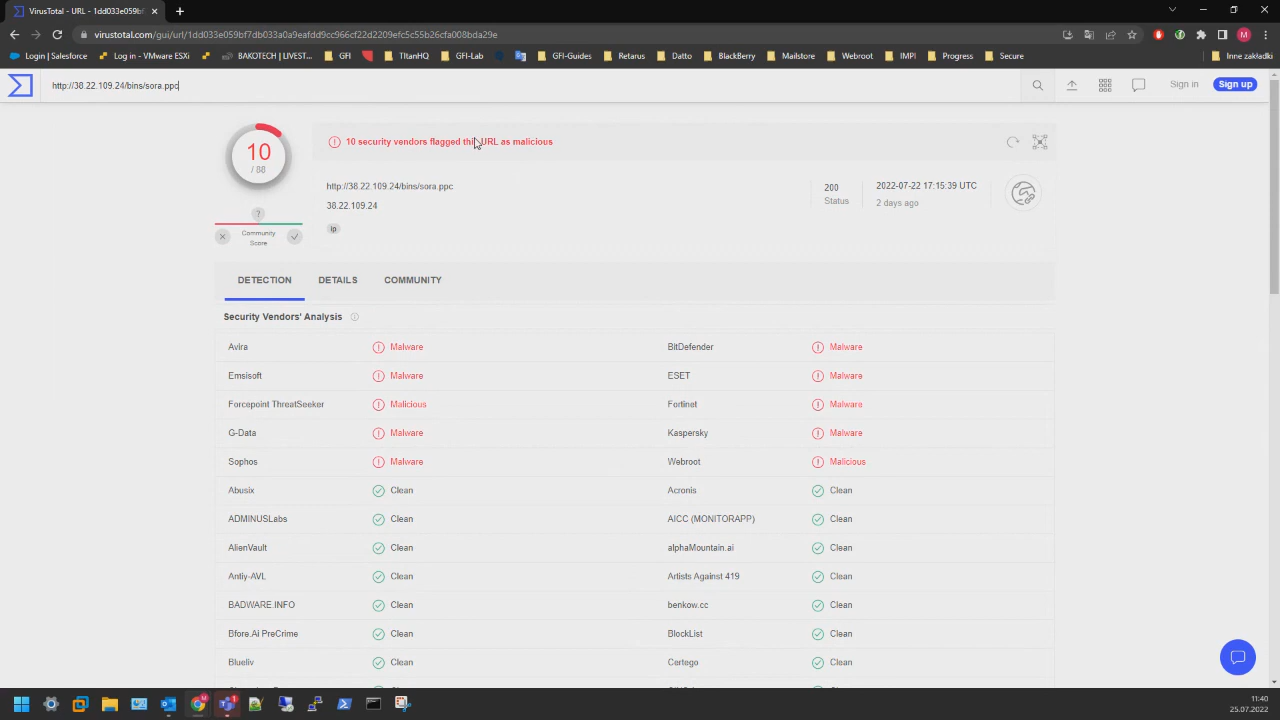 VirusTotal - URL - 1dd033e059bf
virustotal.com/gui/url/1dd033e059bf7db033a0a9eafdd9cc966cf22d2209efc5c55b26cfa008bda29e
Login | Salesforce
Log in - VMware ESXi
BAKOTECH | LIVEST...
GFI
TItanHQ
GFI-Lab
GFI-Guides
Retarus
Datto
BlackBerry
Mailstore
Webroot
IMPI
Progress
Secure
Inne zakładki
http://38.22.109.24/bins/sora.ppc
Sign in
Sign up
10
/ 88
10 security vendors flagged this URL as malicious
http://38.22.109.24/bins/sora.ppc
38.22.109.24
ip
200
Status
2022-07-22 17:15:39 UTC
2 days ago
?
Community
Score
DETECTION
DETAILS
COMMUNITY
Security Vendors' Analysis
Avira Malware BitDefender Malware
Emsisoft Malware ESET Malware
Forcepoint ThreatSeeker Malicious Fortinet Malware
G-Data Malware Kaspersky Malware
Sophos Malware Webroot Malicious
Abusix Clean Acronis Clean
ADMINUSLabs Clean AICC (MONITORAPP) Clean
AlienVault Clean alphaMountain.ai Clean
Antiy-AVL Clean Artists Against 419 Clean
BADWARE.INFO Clean benkow.cc Clean
Bfore.Ai PreCrime Clean BlockList Clean
Blueliv Clean Certego Clean
11:40
25.07.2022